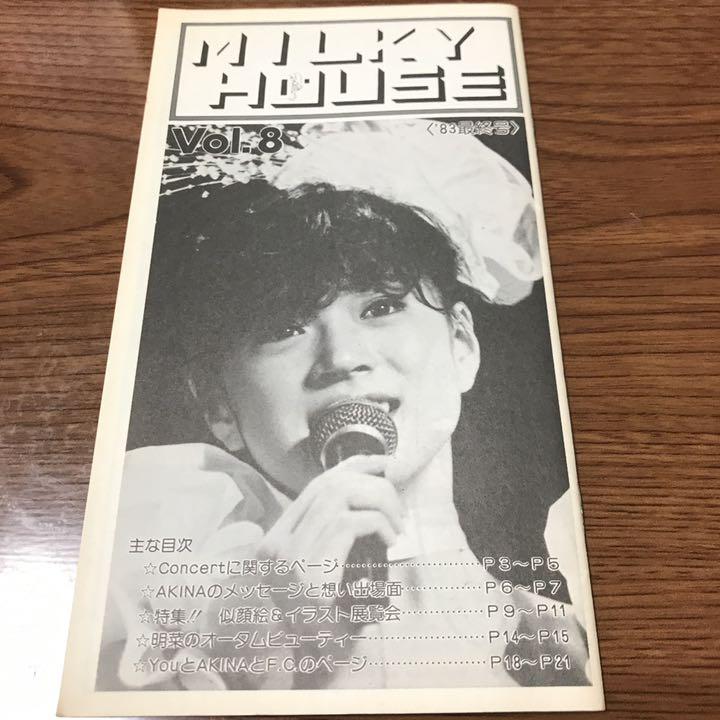 MILKY
HOUSE
Vol. 8
〈'83最終号〉
主な目次
☆Concertに関するページ………………………P3〜P5
☆AKINAのメッセージと想い出場面……………P6〜P7
☆特集!! 似顔絵&イラスト展覧会……………P9〜P11
☆明菜のオータムビューティー…………………P14〜P15
☆YouとAKINAとF.C.のページ…………………P18〜P21